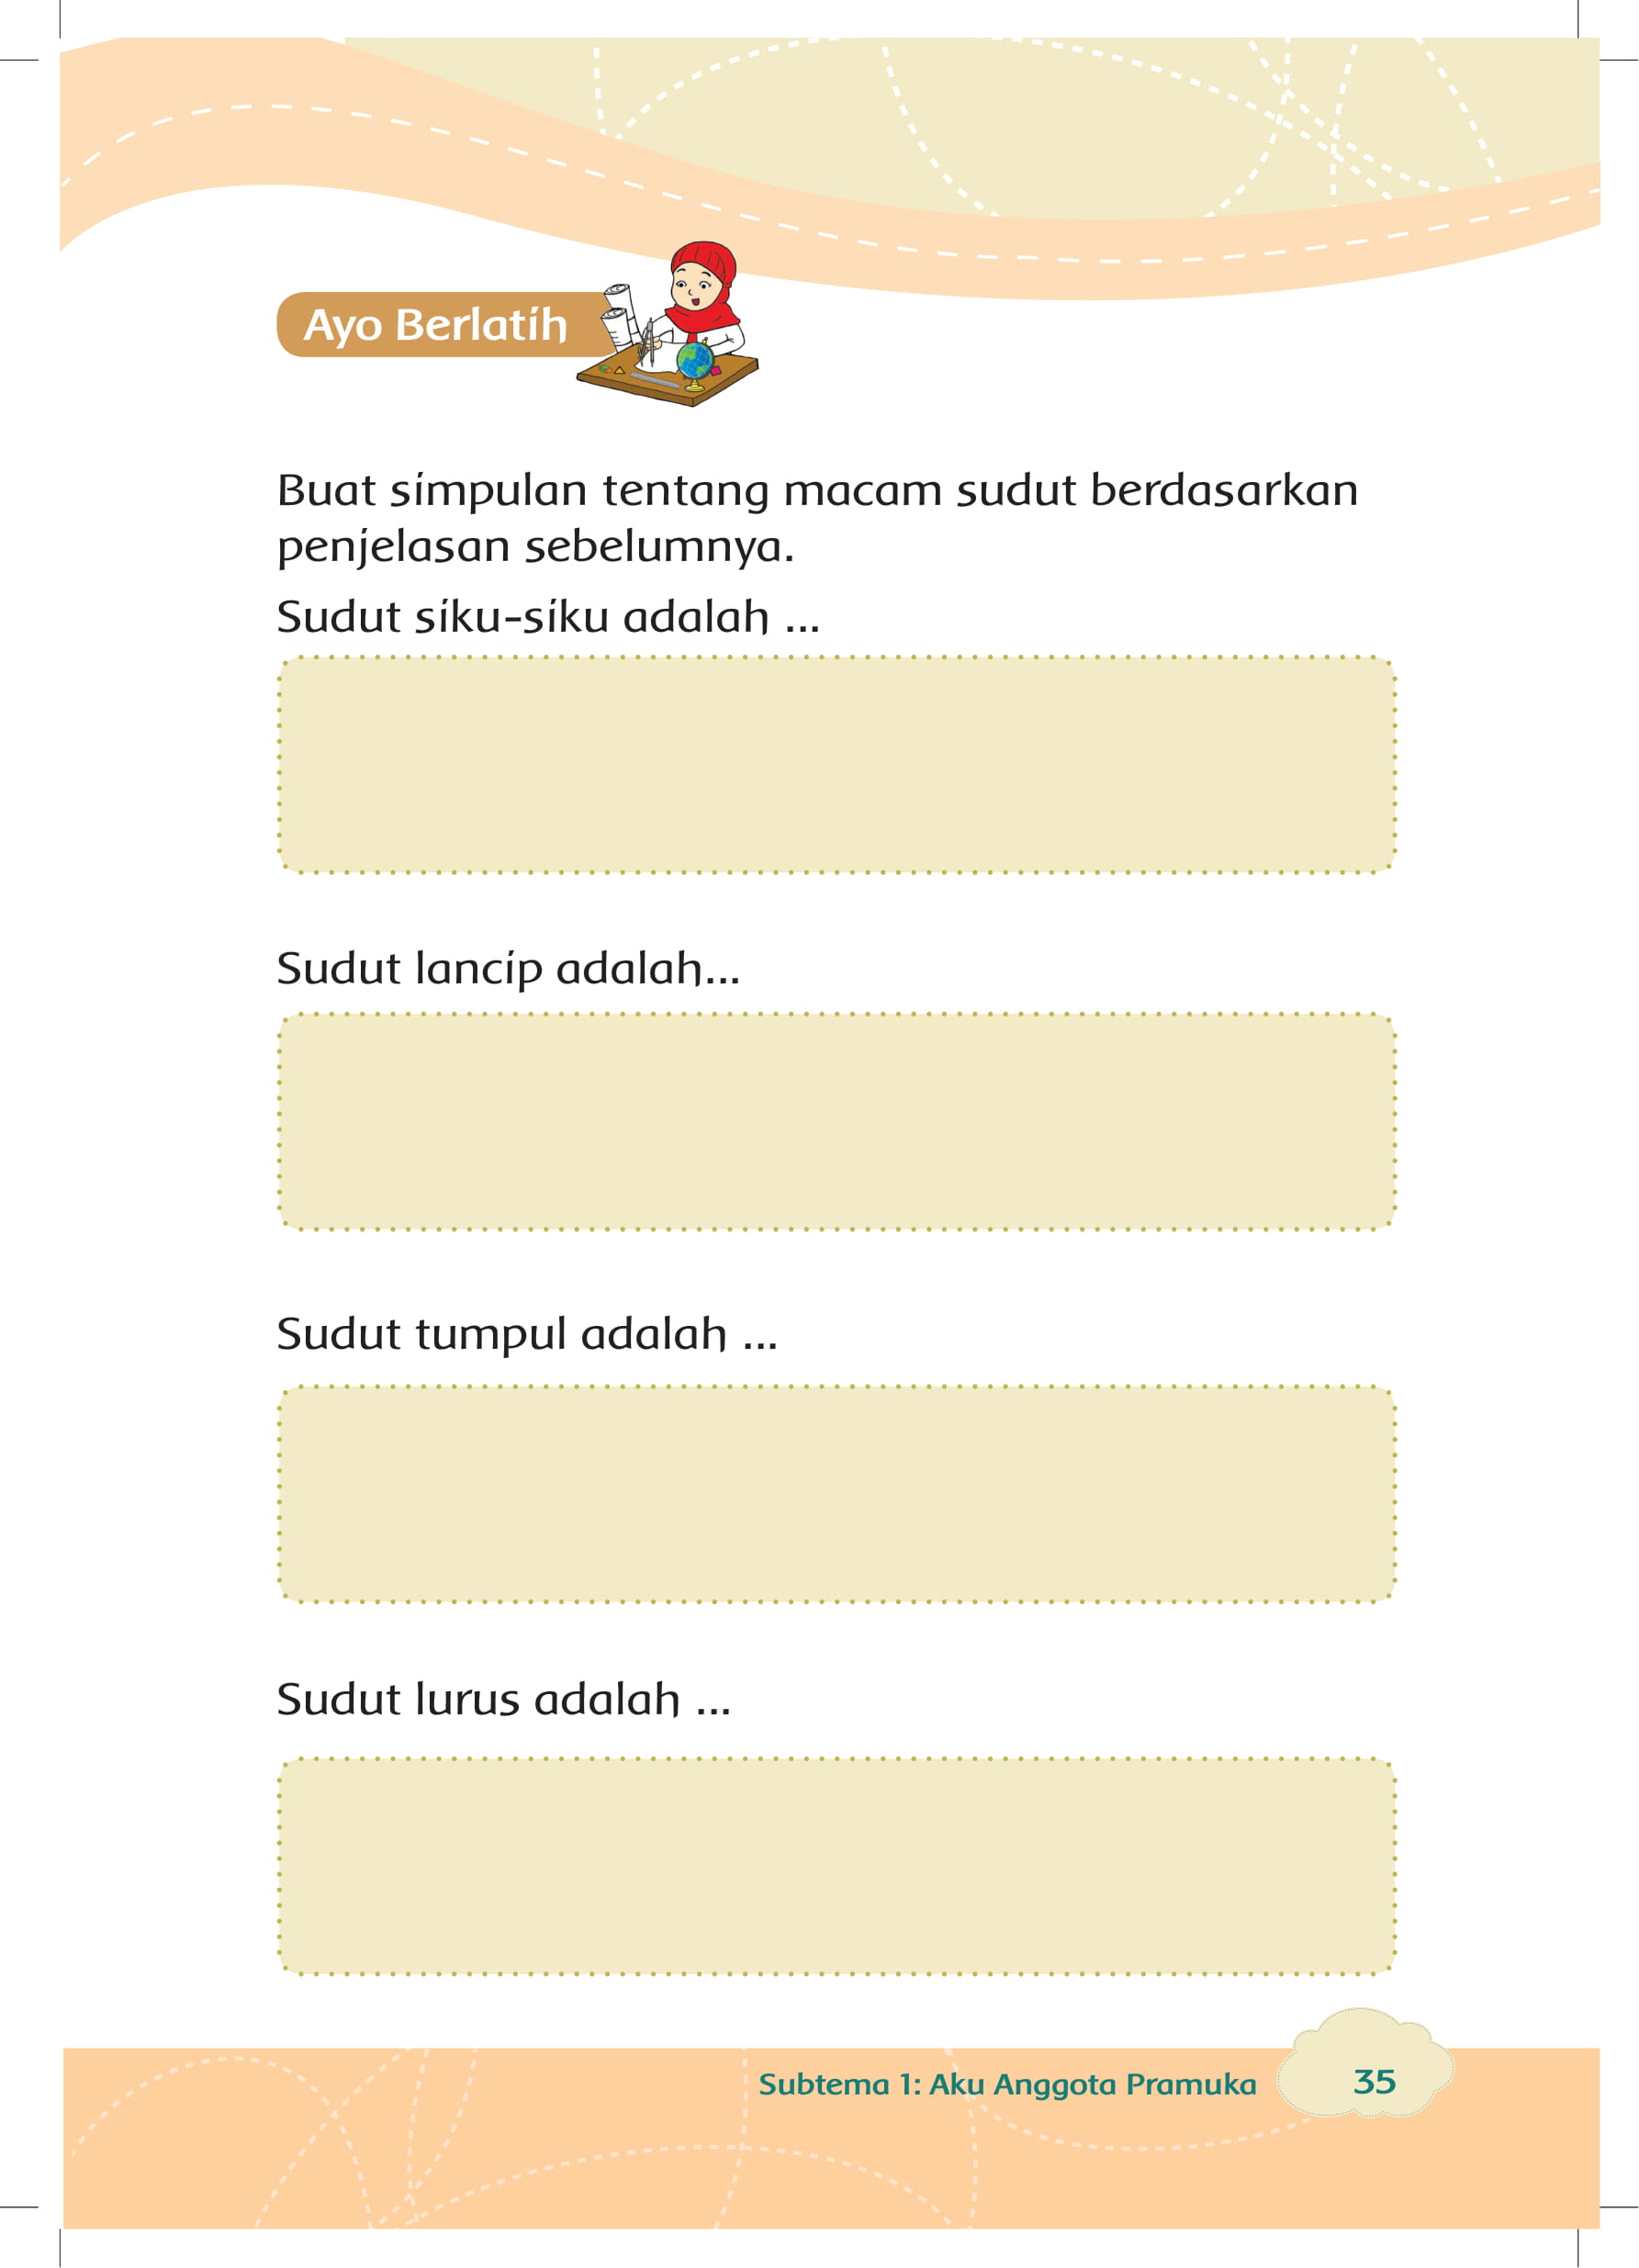 Ayo Berlatih
Buat simpulan tentang macam sudut berdasarkan
penjelasan sebelumnya.
Sudut siku-siku adalah ...
Sudut lancip adalah...
Sudut tumpul adalah ...
Sudut lurus adalah ...
Subtema 1: Aku Anggota Pramuka
35